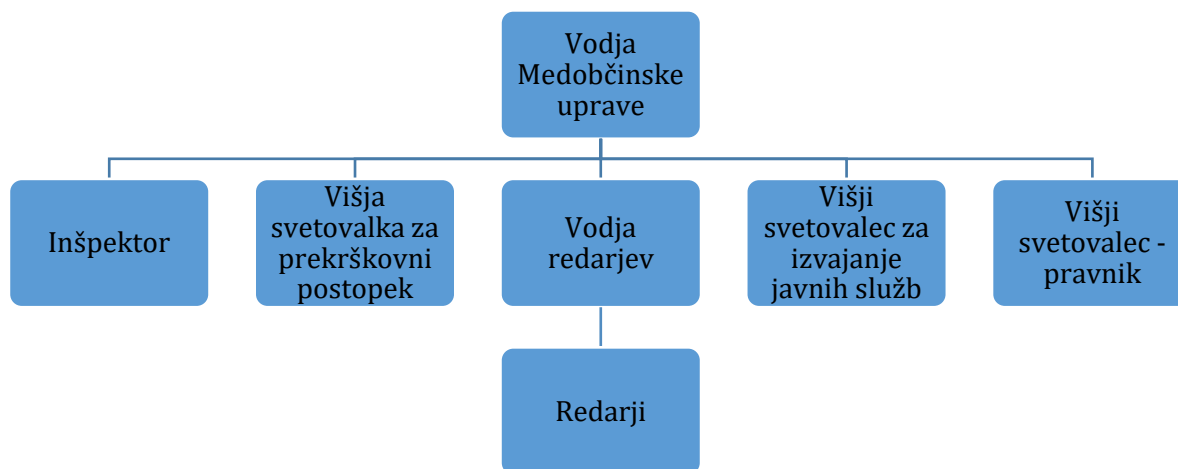 Vodja
Medobčinske
uprave
Inšpektor
Višja
svetovalka za
prekrškovni
postopek
Vodja
redarjev
Višji
svetovalec za
izvajanje
javnih služb
Višji
svetovalec -
pravnik
Redarji